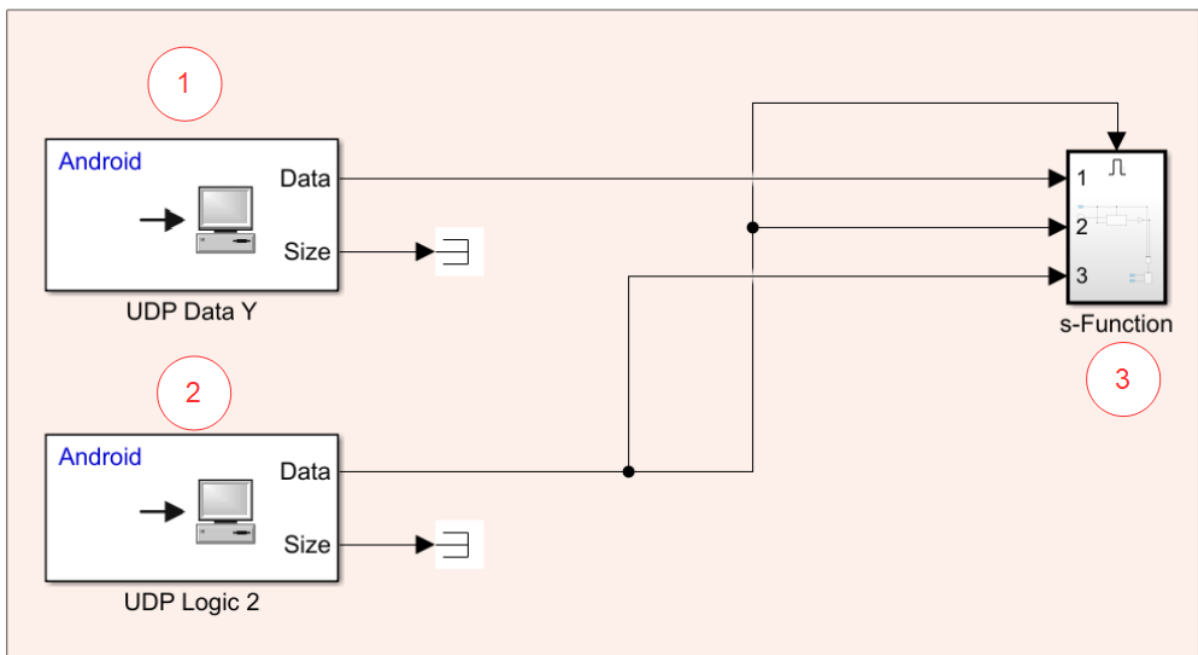 1
Android
Data
Size
UDP Data Y
1
2
3
s-Function
3
2
Android
Data
Size
UDP Logic 2